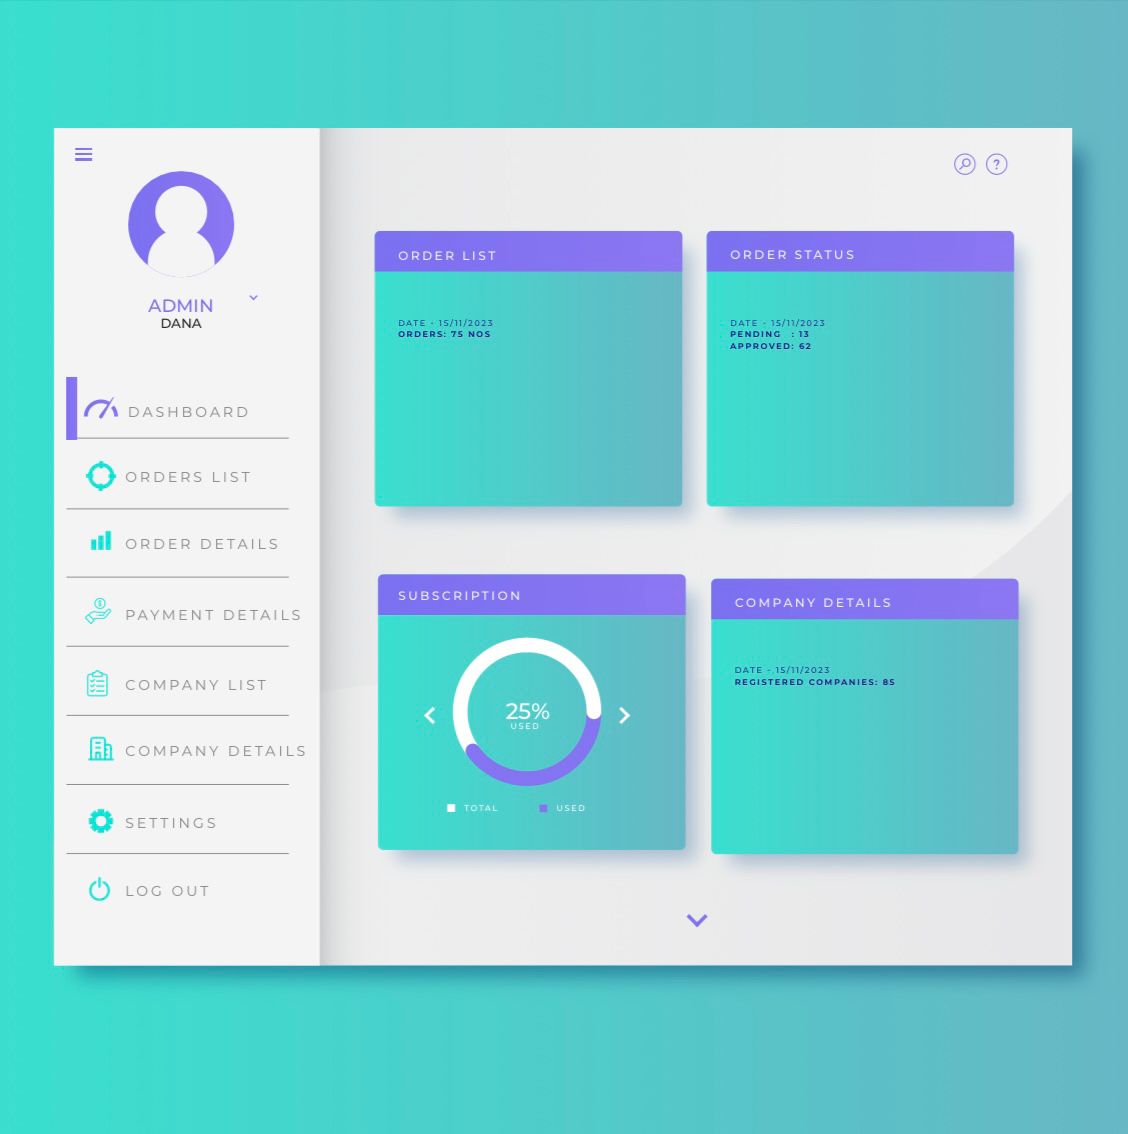 ADMIN
DANA
DASHBOARD
ORDERS LIST
ORDER DETAILS
PAYMENT DETAILS
COMPANY LIST
COMPANY DETAILS
SETTINGS
LOG OUT
?
ORDER LIST
DATE - 15/11/2023
ORDERS: 75 NOS
ORDER STATUS
DATE - 15/11/2023
PENDING : 13
APPROVED: 62
SUBSCRIPTION
25%
USED
TOTAL USED
COMPANY DETAILS
DATE - 15/11/2023
REGISTERED COMPANIES: 85